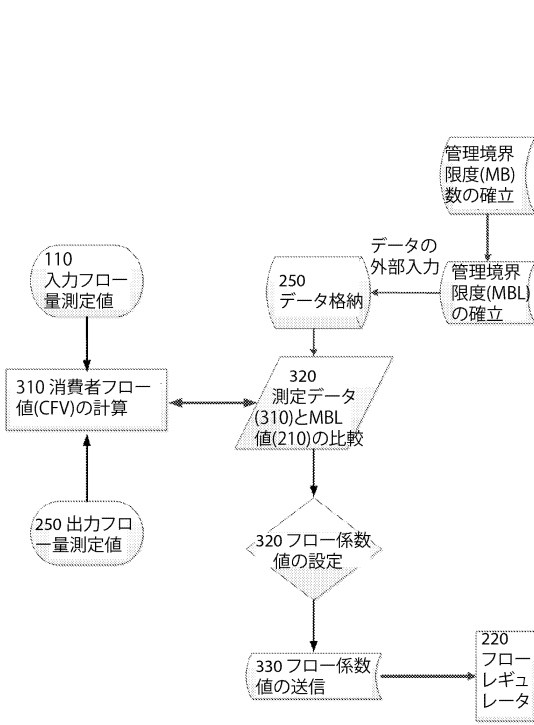 管理境界
限度(MB)
数の確立
データの
外部入力
管理境界
限度(MBL)
の確立
110
入力フロー
量測定値
250
データ格納
310 消費者フロー
値(CFV)の計算
320
測定データ
(310)とMBL
値(210)の比較
250 出力フロ
ー量測定値
320 フロー係数
値の設定
330 フロー係数
値の送信
220
フロー
レギュ
レータ